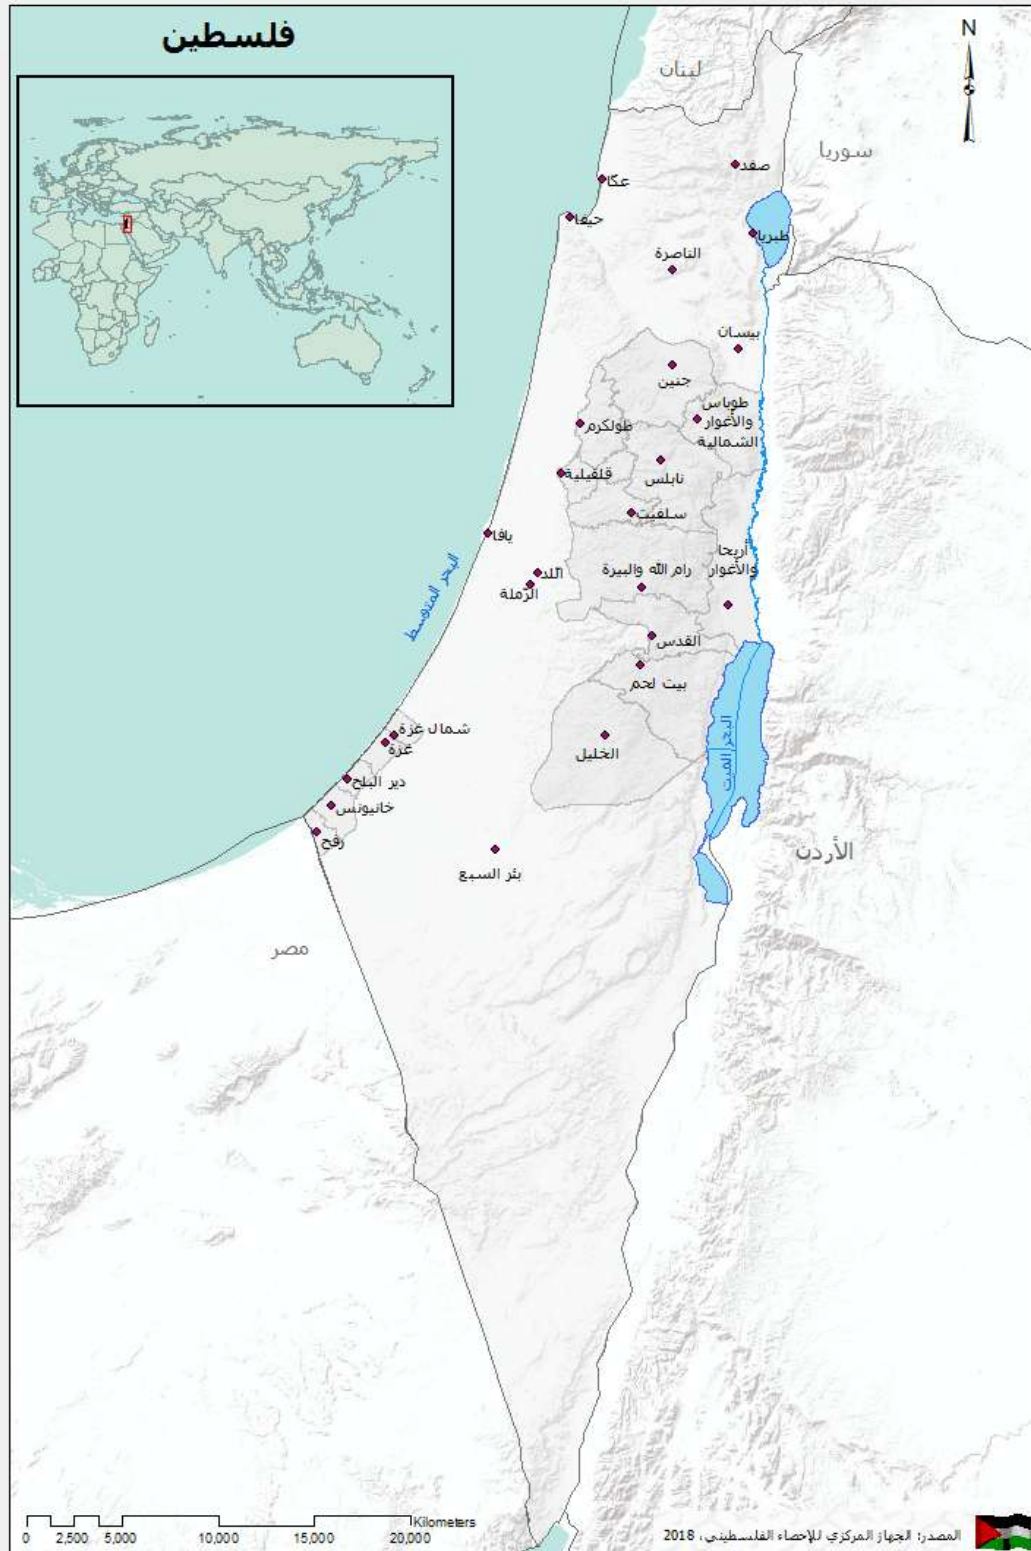 فلسطين
N
لبنان
سوريا
صفد
عكّا
حيفا
طبريا
الناصرة
بيسان
جنين
طوباس
والأغوار
الشمالية
طولكرم
نابلس
قلقيلية
سلفيت
يافا
أريحا
والأغوار
اللد
الرملة
رام الله والبيرة
البحر المتوسط
القدس
بيت لحم
شمال غزة
غزة
الخليل
البحر الميت
دير البلح
خانيونس
رفح
بئر السبع
الأردن
مصر
Kilometers
0 2,500 5,000 10,000 15,000 20,000
المصدر: الجهاز المركزي للإحصاء الفلسطيني، 2018